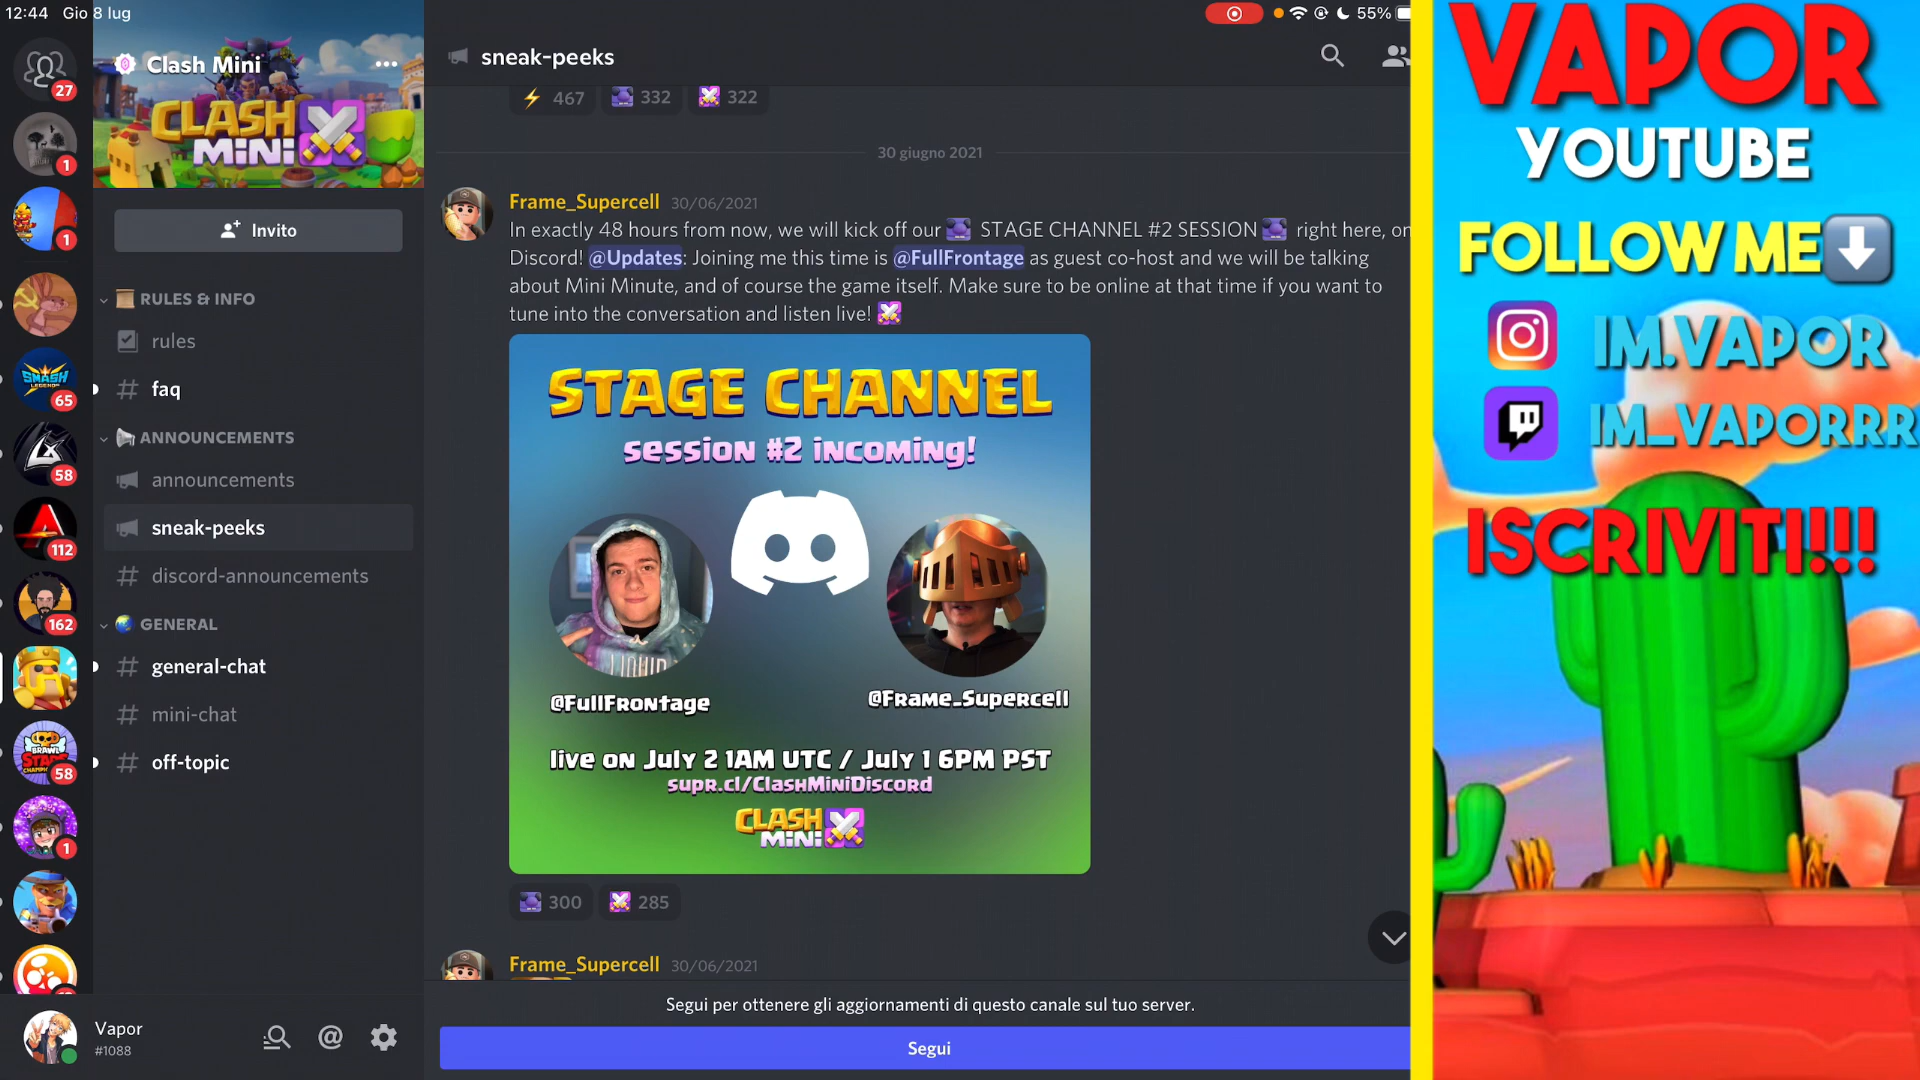 12:44 Gio 8 lug
55%
27
1
1
65
58
112
162
58
1
SMASH
LEGENDS
BRAWL
STARS
Clash Mini
CLASH
MINI
Invito
RULES & INFO
rules
# faq
ANNOUNCEMENTS
announcements
sneak-peeks
# discord-announcements
GENERAL
# general-chat
# mini-chat
# off-topic
Vapor
#1088
sneak-peeks
467 332 322
30 giugno 2021
Frame_Supercell 30/06/2021
In exactly 48 hours from now, we will kick off our STAGE CHANNEL #2 SESSION right here, on
Discord! @Updates: Joining me this time is @FullFrontage as guest co-host and we will be talking
about Mini Minute, and of course the game itself. Make sure to be online at that time if you want to
tune into the conversation and listen live!
STAGE CHANNEL
session #2 incoming!
LIQUID
@FullFrontage
@Frame_Supercell
live on July 2 1AM UTC / July 1 6PM PST
supr.cl/ClashMiniDiscord
CLASH
MINI
300 285
Frame_Supercell 30/06/2021
Segui per ottenere gli aggiornamenti di questo canale sul tuo server.
Segui
VAPOR
YOUTUBE
FOLLOW ME
IM.VAPOR
IM_VAPORRR
ISCRIVITI!!!